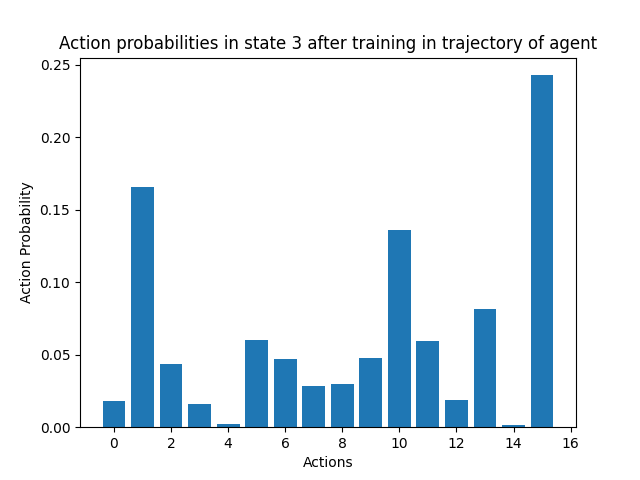 Action probabilities in state 3 after training in trajectory of agent
0.25
0.20
0.15
0.10
0.05
0.00
Action Probability
0 2 4 6 8 10 12 14 16
Actions